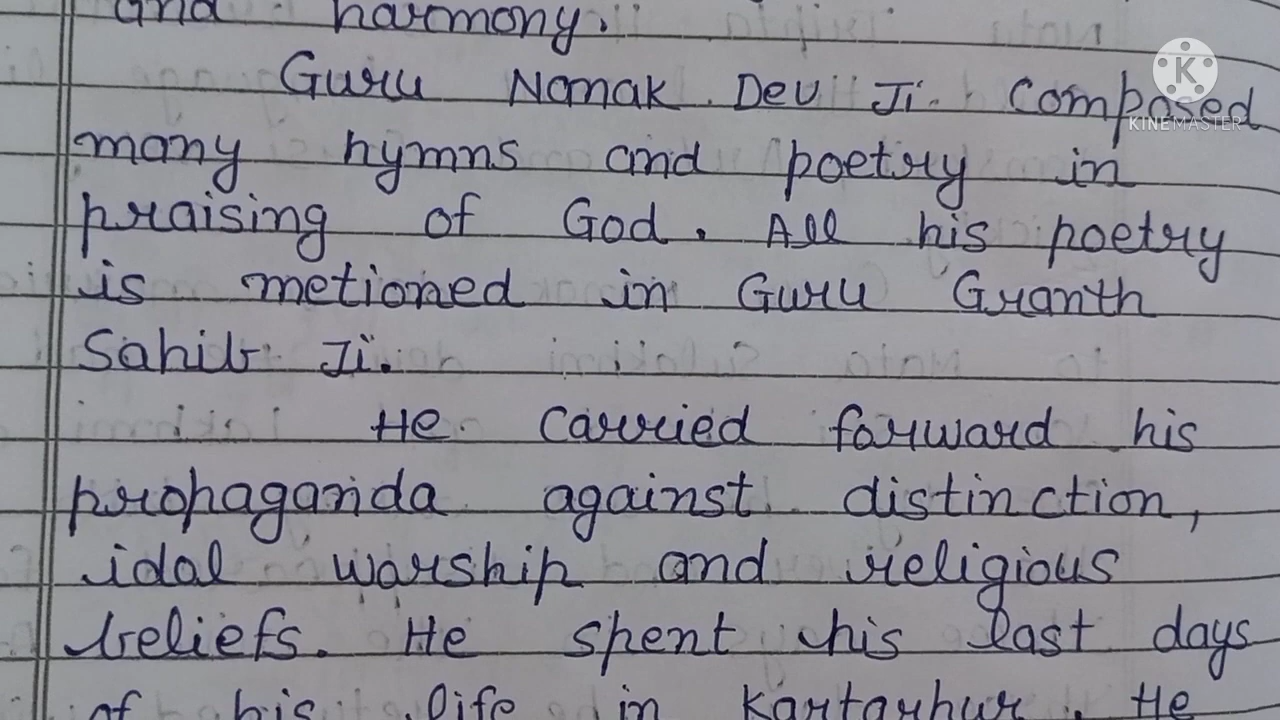 and harmony.
Guru Nanak Dev Ji. Composed
many hymns and poetry in
praising of God. All his poetry
is metioned in Guru Granth
Sahib Ji.
He carried forward his
propaganda against distinction,
idal warship and religious
beliefs. He spent his last days
of his life in Kartarpur. He
K
KINEMASTER